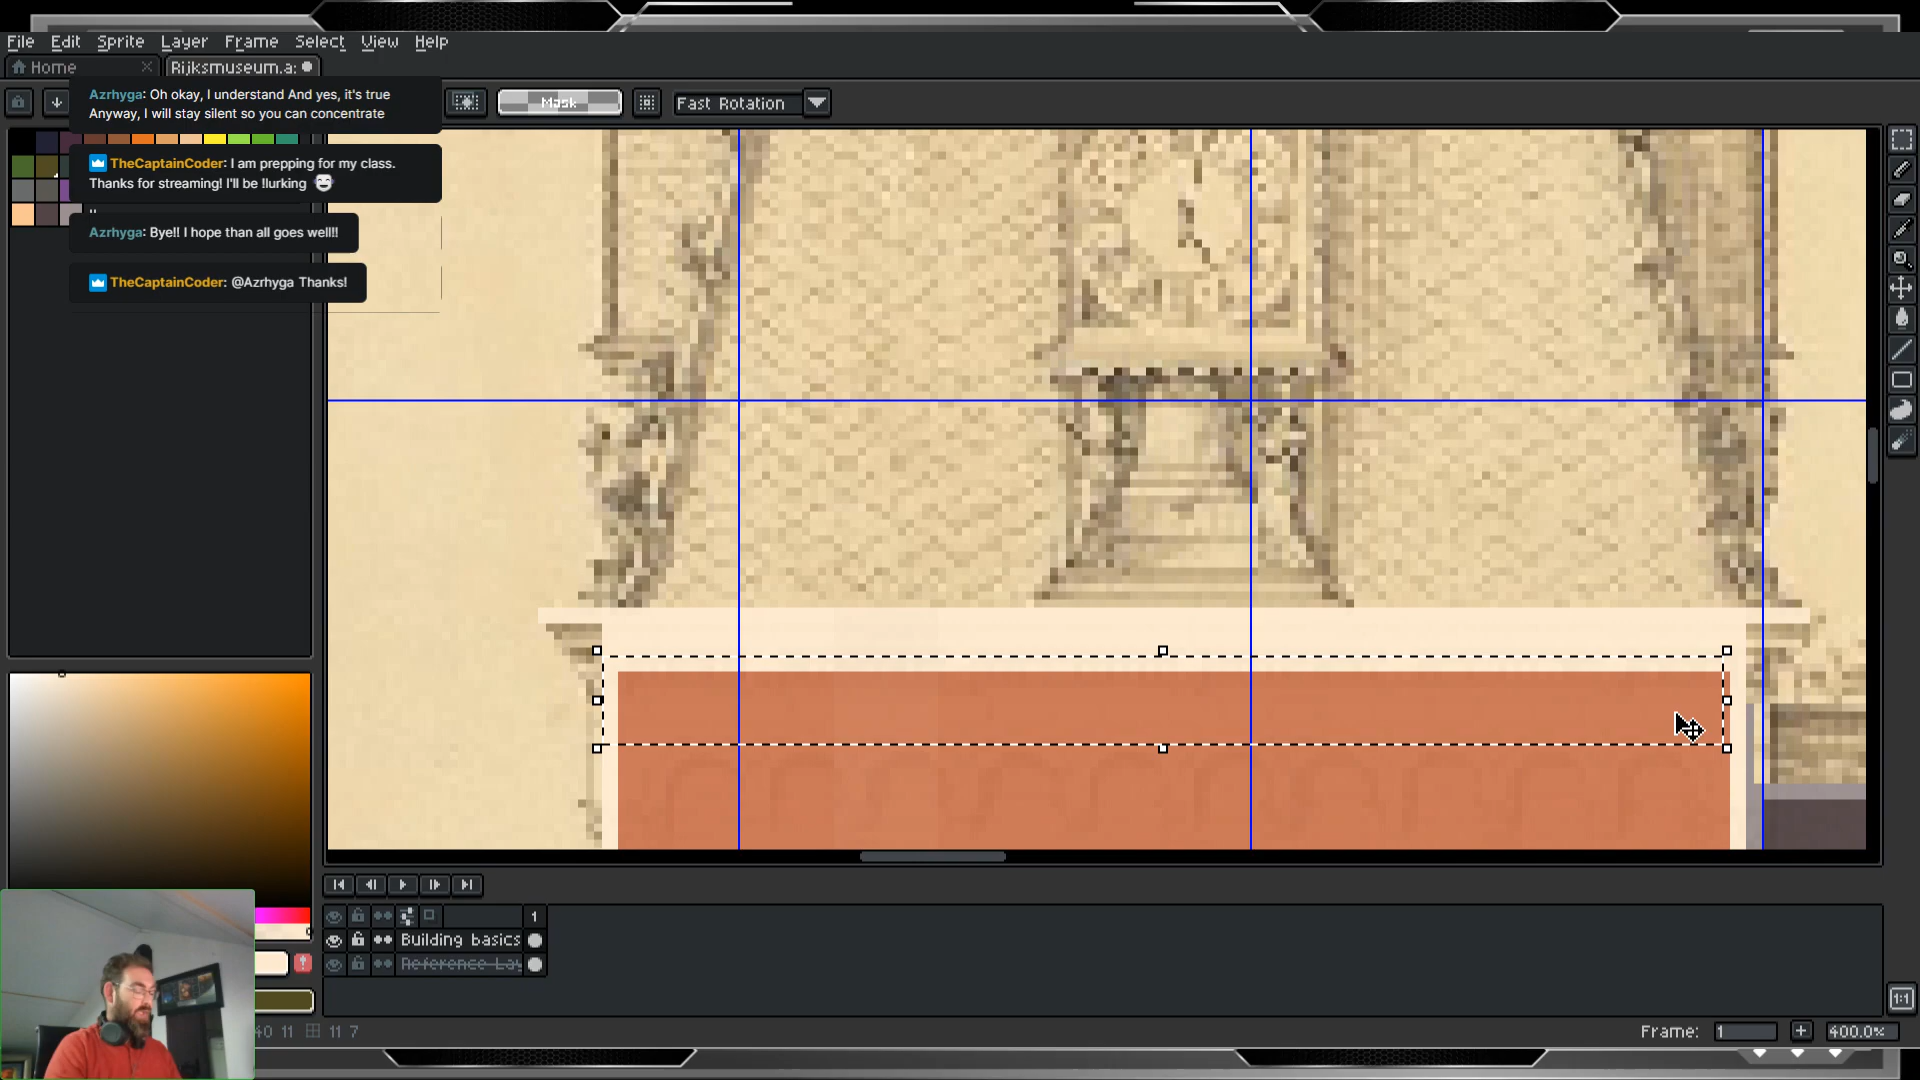 File Edit Sprite Layer Frame Select View Help
Home
Rijksmuseum.a:
Azrhyga: Oh okay, I understand And yes, it's true
Anyway, I will stay silent so you can concentrate
Mask
Fast Rotation
TheCaptainCoder: I am prepping for my class.
Thanks for streaming! I'll be !lurking
Azrhyga: Bye!! I hope than all goes well!!
TheCaptainCoder: @Azrhyga Thanks!
1
Building basics
Reference Lay
1:1
40 11 11 7
Frame: 1 + 400.0%